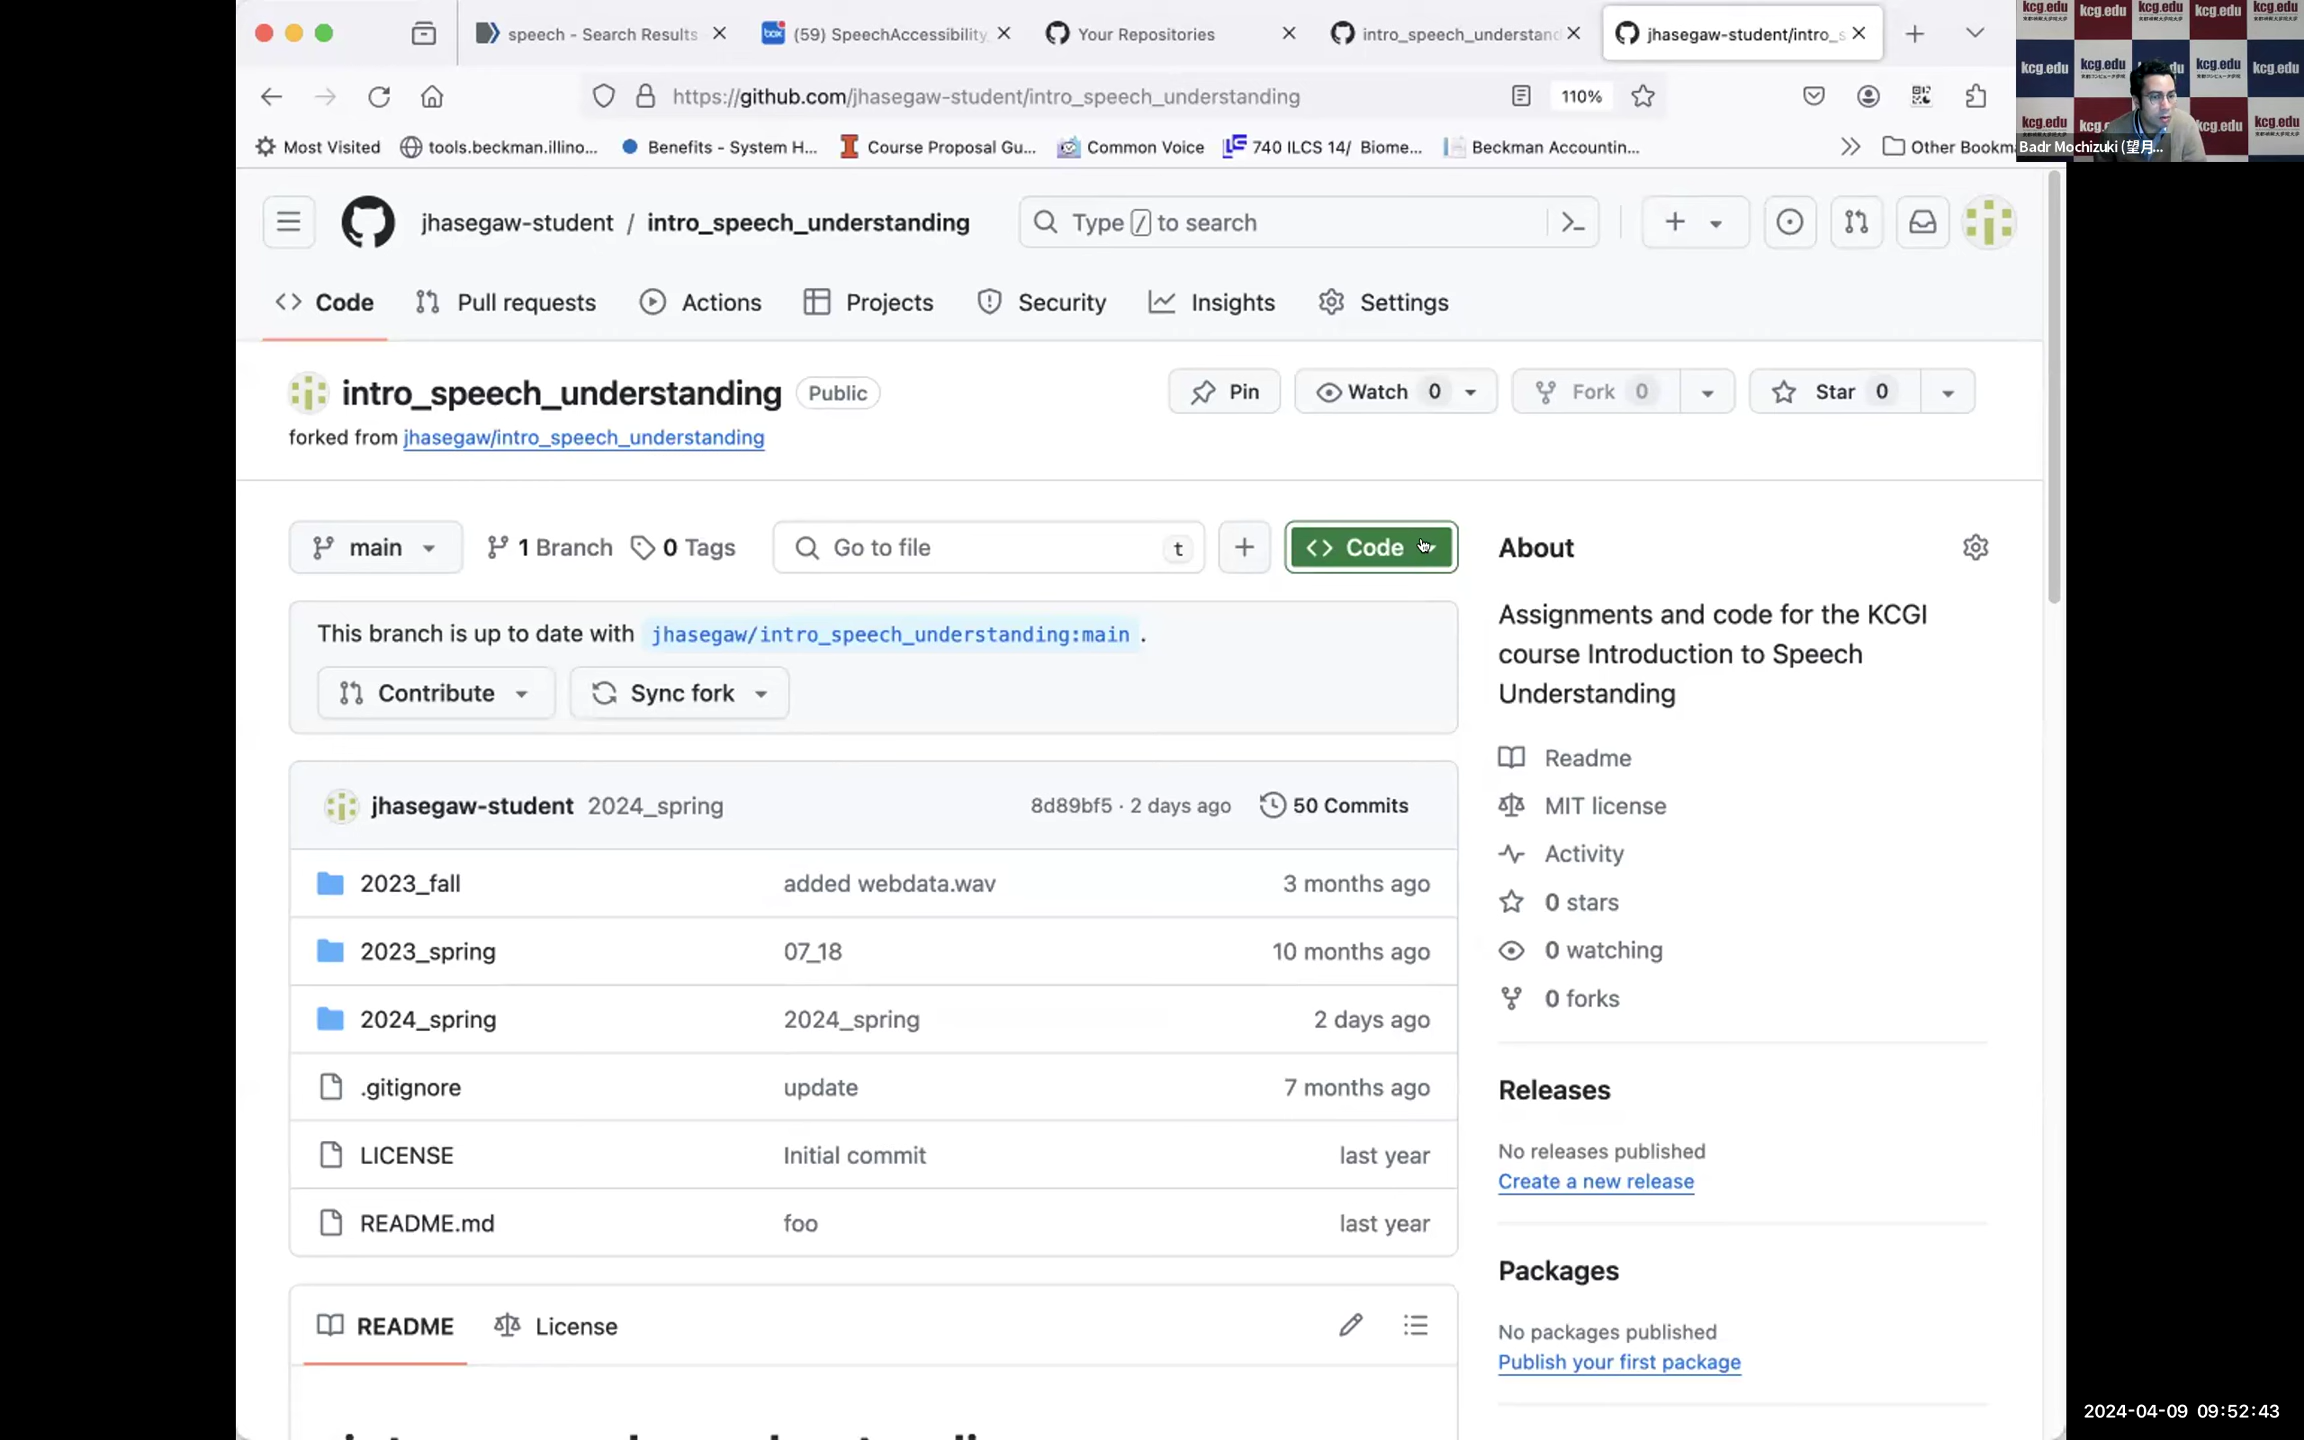 speech - Search Results
(59) SpeechAccessibility
Your Repositories
intro_speech_understand
jhasegaw-student/intro_s
https://github.com/jhasegaw-student/intro_speech_understanding
110%
Most Visited
tools.beckman.illino...
Benefits - System H...
Course Proposal Gu...
Common Voice
740 ILCS 14/ Biome...
Beckman Accountin...
Other Bookm
kcg.edu
Badr Mochizuki (望月...
jhasegaw-student / intro_speech_understanding
Type / to search
Code
Pull requests
Actions
Projects
Security
Insights
Settings
intro_speech_understanding
Public
Pin
Watch 0
Fork 0
Star 0
forked from jhasegaw/intro_speech_understanding
main
1 Branch
0 Tags
Go to file
t
Code
This branch is up to date with jhasegaw/intro_speech_understanding:main .
Contribute
Sync fork
jhasegaw-student 2024_spring
8d89bf5 · 2 days ago
50 Commits
2023_fall added webdata.wav 3 months ago
2023_spring 07_18 10 months ago
2024_spring 2024_spring 2 days ago
.gitignore update 7 months ago
LICENSE Initial commit last year
README.md foo last year
README
License
About
Assignments and code for the KCGI
course Introduction to Speech
Understanding
Readme
MIT license
Activity
0 stars
0 watching
0 forks
Releases
No releases published
Create a new release
Packages
No packages published
Publish your first package
2024-04-09 09:52:43